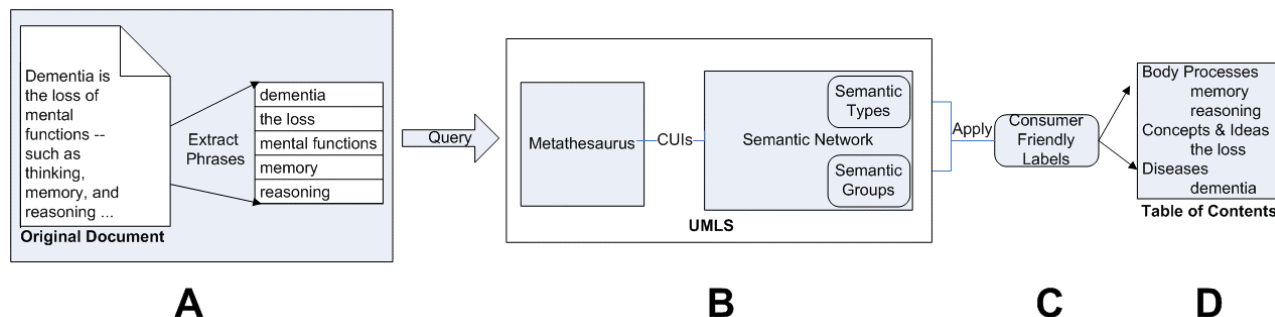 Dementia is
the loss of
mental
functions --
such as
thinking,
memory, and
reasoning ...
Original Document
Extract
Phrases
dementia
the loss
mental functions
memory
reasoning
Query
Metathesaurus
CUIs
Semantic Network
Semantic
Types
Semantic
Groups
UMLS
Apply
Consumer
Friendly
Labels
Body Processes
memory
reasoning
Concepts & Ideas
the loss
Diseases
dementia
Table of Contents
A
B
C
D